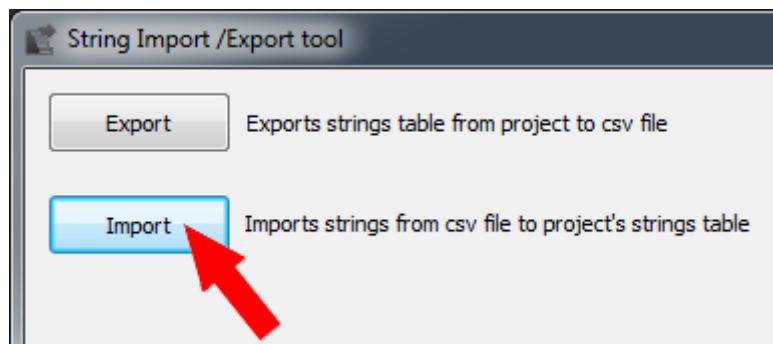 String Import /Export tool
Export Exports strings table from project to csv file
Import Imports strings from csv file to project's strings table